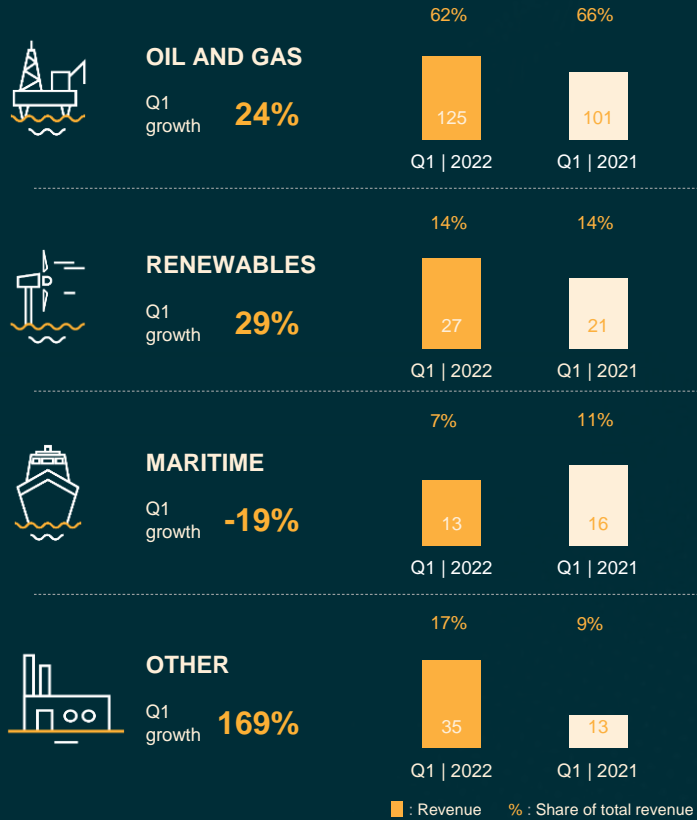 62% 66%
OIL AND GAS
Q1
growth 24%
125 101
Q1 | 2022 Q1 | 2021
14% 14%
RENEWABLES
Q1
growth 29%
27 21
Q1 | 2022 Q1 | 2021
7% 11%
MARITIME
Q1
growth -19%
13 16
Q1 | 2022 Q1 | 2021
17% 9%
OTHER
Q1
growth 169%
35 13
Q1 | 2022 Q1 | 2021
: Revenue % : Share of total revenue